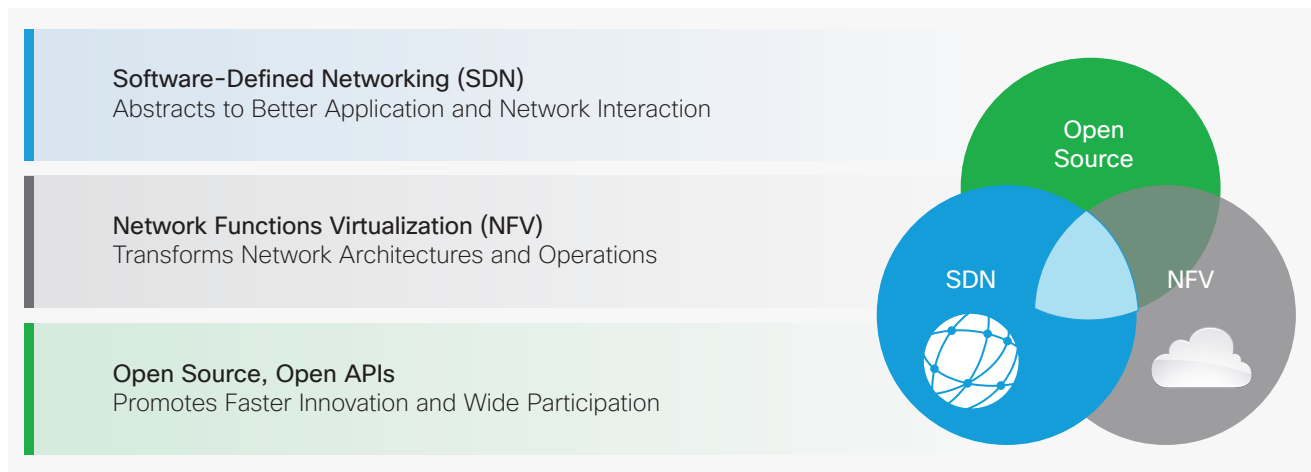 Software-Defined Networking (SDN)
Abstracts to Better Application and Network Interaction
Network Functions Virtualization (NFV)
Transforms Network Architectures and Operations
Open Source, Open APIs
Promotes Faster Innovation and Wide Participation
Open
Source
SDN
NFV